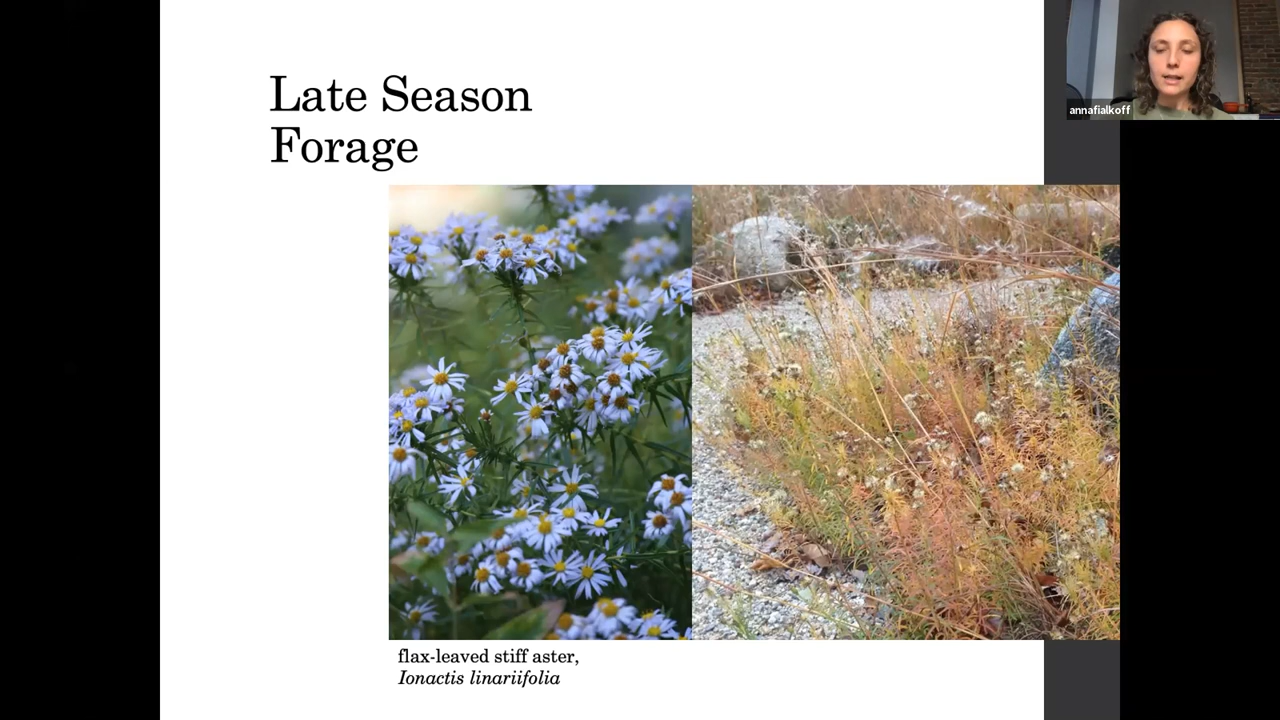 Late Season
Forage
annafialkoff
flax-leaved stiff aster,
Ionactis linariifolia